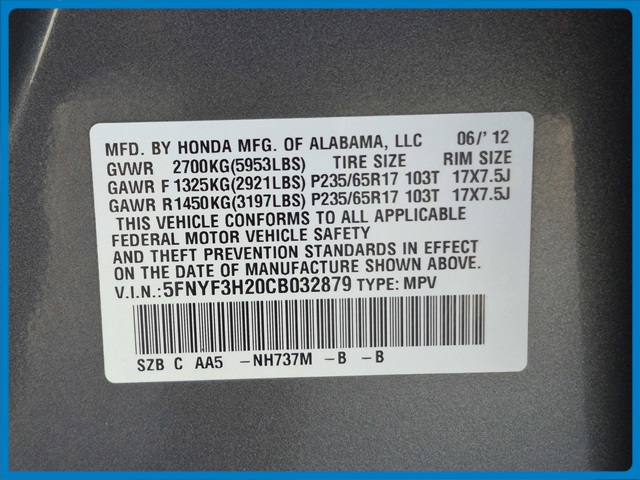 MFD. BY HONDA MFG. OF ALABAMA, LLC 06/'12
GVWR 2700KG(5953LBS) TIRE SIZE RIM SIZE
GAWR F 1325KG(2921LBS) P235/65R17 103T 17X7.5J
GAWR R1450KG(3197LBS) P235/65R17 103T 17X7.5J
THIS VEHICLE CONFORMS TO ALL APPLICABLE
FEDERAL MOTOR VEHICLE SAFETY
AND THEFT PREVENTION STANDARDS IN EFFECT
ON THE DATE OF MANUFACTURE SHOWN ABOVE.
V.I.N.:5FNYF3H20CB032879 TYPE: MPV
SZB C AA5 -NH737M -B -B